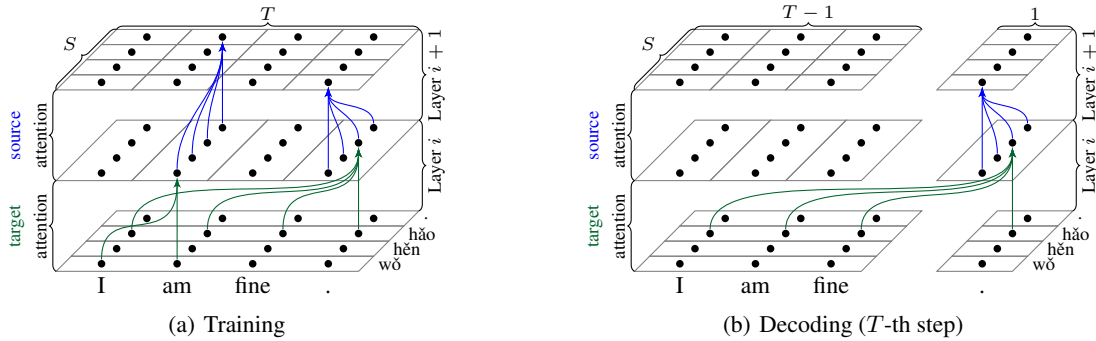 T
S
Layer i + 1
source
attention
Layer i
target
attention
.
hǎo
hěn
wǒ
I am fine .
(a) Training
T − 1
1
S
Layer i + 1
source
attention
Layer i
target
attention
.
hǎo
hěn
wǒ
I am fine .
(b) Decoding (T-th step)